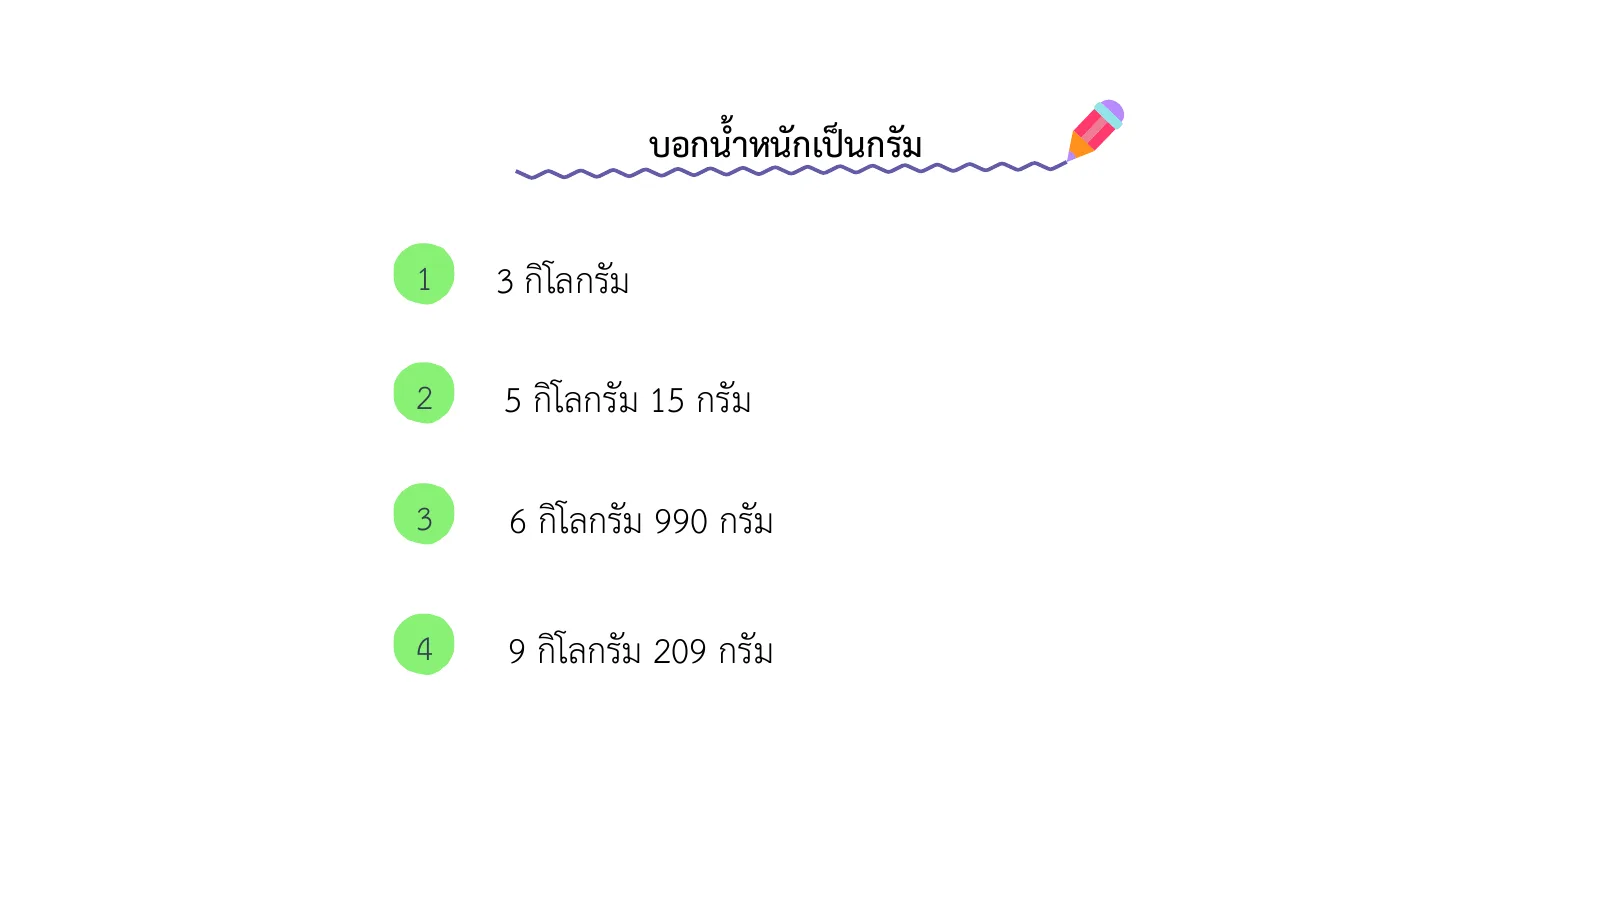 บอกน้ำหนักเป็นกรัม
1 3 กิโลกรัม
2 5 กิโลกรัม 15 กรัม
3 6 กิโลกรัม 990 กรัม
4 9 กิโลกรัม 209 กรัม